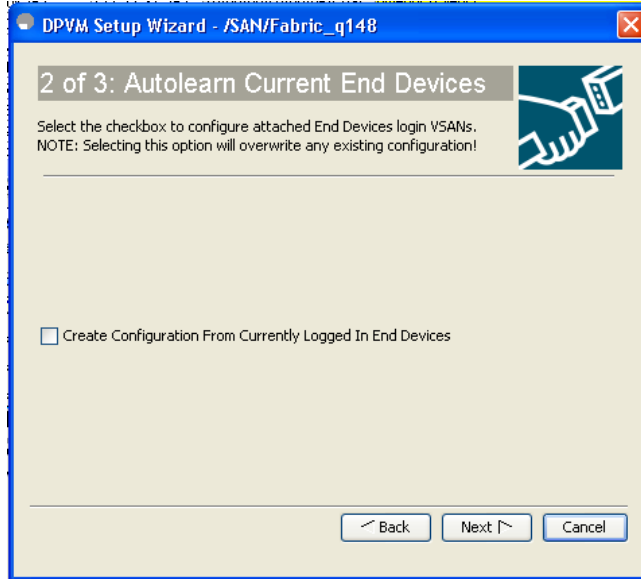 DPVM Setup Wizard - /SAN/Fabric_q148
2 of 3: Autolearn Current End Devices
Select the checkbox to configure attached End Devices login VSANs.
NOTE: Selecting this option will overwrite any existing configuration!
Create Configuration From Currently Logged In End Devices
Back Next Cancel